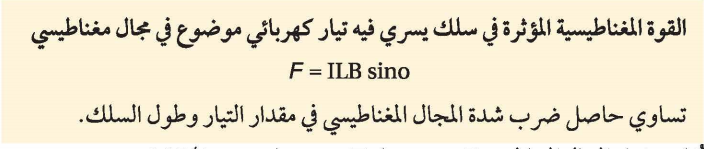 القوة المغناطيسية المؤثرة في سلك يسري فيه تيار كهربائي موضوع في مجال مغناطيسي
F = ILB sino
تساوي حاصل ضرب شدة المجال المغناطيسي في مقدار التيار وطول السلك.